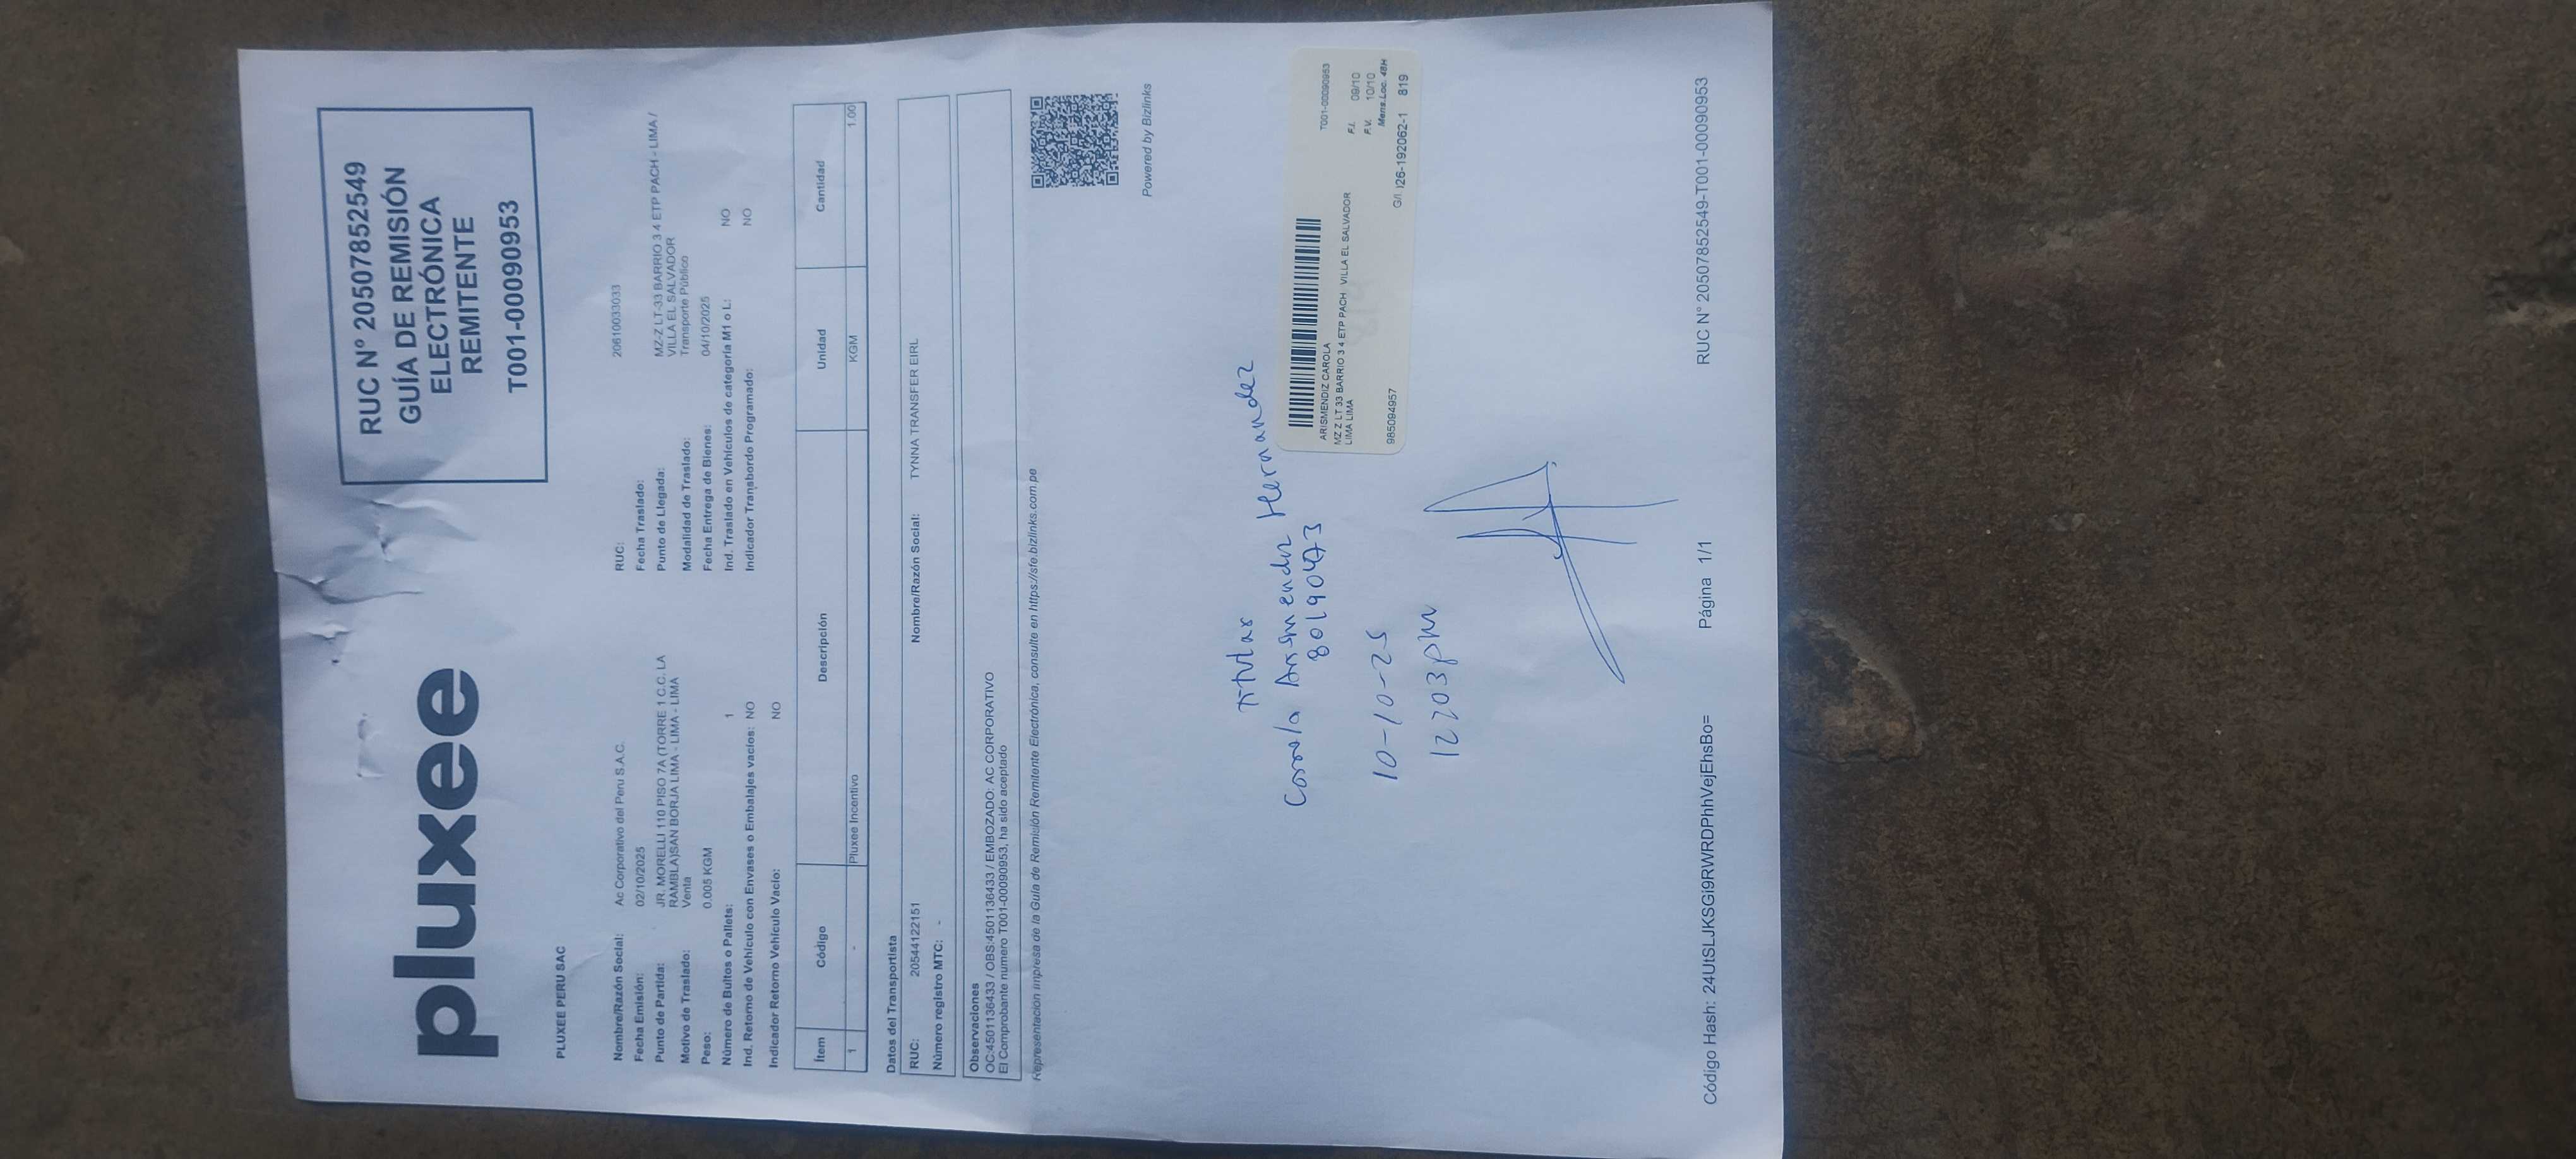 pluxee
RUC N° 20507852549
GUÍA DE REMISIÓN
ELECTRÓNICA
REMITENTE
T001-00090953
PLUXEE PERU SAC
Nombre/Razón Social: Ac Corporativo del Peru S.A.C.
RUC: 20610033033
Fecha Emisión: 02/10/2025
Fecha Traslado:
Punto de Partida: JR. MORELLI 110 PISO 7A (TORRE 1 C.C. LA
RAMBLA)SAN BORJA LIMA - LIMA - LIMA
Punto de Llegada: MZ-Z LT-33 BARRIO 3 4 ETP PACH - LIMA /
VILLA EL SALVADOR
Motivo de Traslado: Venta
Modalidad de Traslado: Transporte Público
Peso: 0.005 KGM
Fecha Entrega de Bienes: 04/10/2025
Número de Bultos o Pallets: 1
Ind. Traslado en Vehículos de categoría M1 o L: NO
Ind. Retorno de Vehículo con Envases o Embalajes vacíos: NO
Indicador Transbordo Programado: NO
Indicador Retorno Vehículo Vacío: NO
Ítem Código Descripción Unidad Cantidad
1 - Pluxee Incentivo KGM 1.00
Datos del Transportista
RUC: 20544122151 Nombre/Razón Social: TYNNA TRANSFER EIRL
Número registro MTC: -
Observaciones
OC:4501136433 / OBS:4501136433 / EMBOZADO: AC CORPORATIVO
El Comprobante numero T001-00090953, ha sido aceptado
Representación impresa de la Guía de Remisión Remitente Electrónica, consulte en https://sfe.bizlinks.com.pe
Powered by Bizlinks
Titular
Carola Arismendiz Hernandez
80190473
10-10-25
1203pm
T001-00090953
ARISMENDIZ CAROLA
MZ Z LT 33 BARRIO 3 4 ETP PACH VILLA EL SALVADOR
LIMA LIMA
F.I. 09/10
F.V. 10/10
Mens.Loc. 48H
985094957 G/I. I26-192062-1 819
Código Hash: 24UtSLJKSGi9RWRDPhhVejEhsBo= Página 1/1 RUC N° 20507852549-T001-00090953